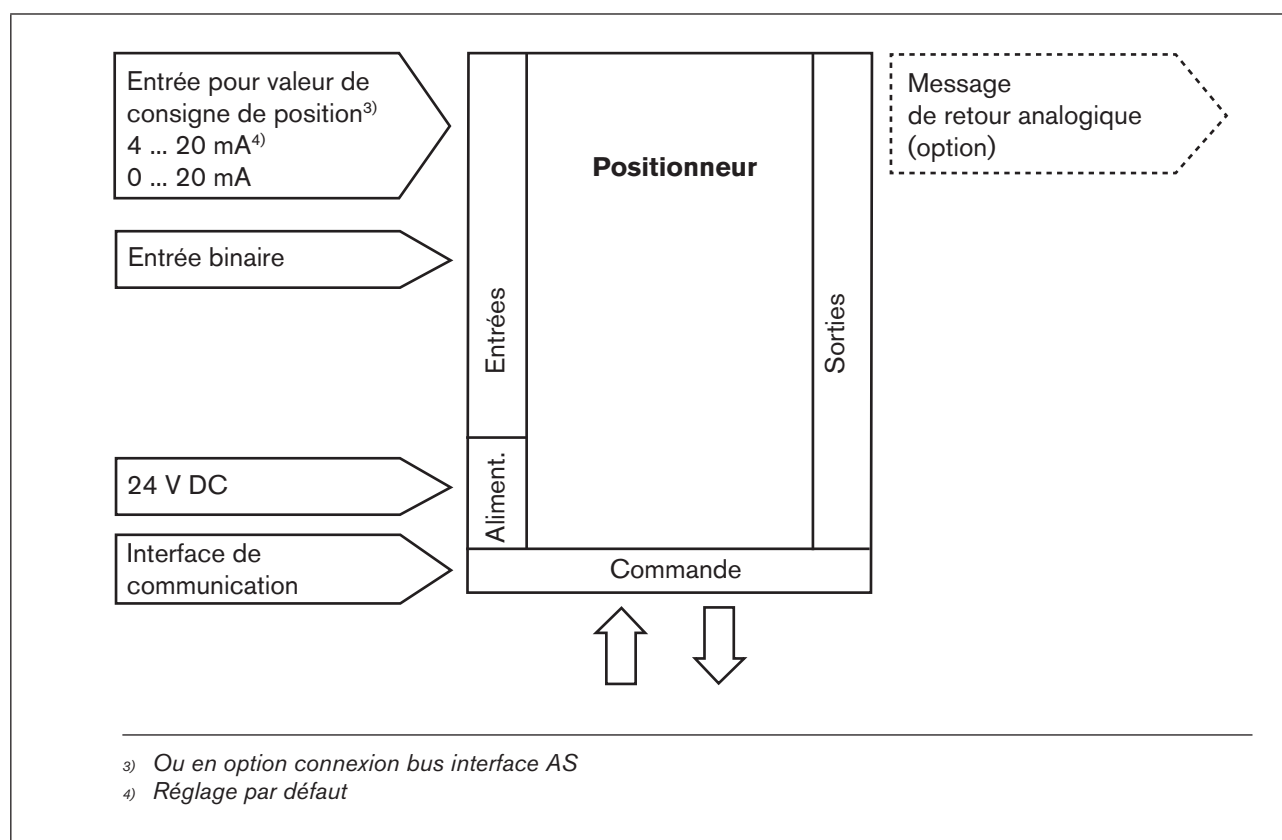 Entrée pour valeur de
consigne de position3)
4 ... 20 mA4)
0 ... 20 mA
Message
de retour analogique
(option)
Positionneur
Entrée binaire
Entrées
Sorties
24 V DC
Aliment.
Interface de
communication
Commande
3) Ou en option connexion bus interface AS
4) Réglage par défaut